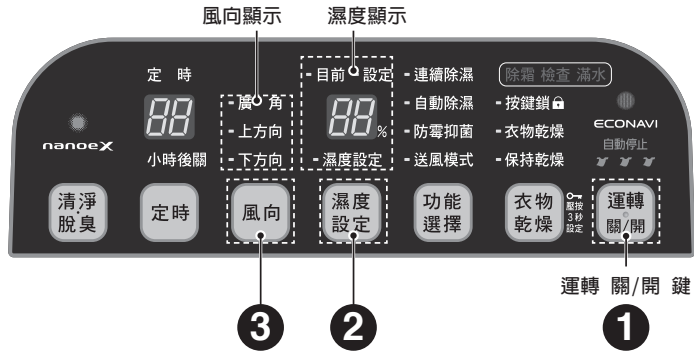 風向顯示 濕度顯示
定 時
目前 設定
連續除濕
除霜 檢查 滿水
88
廣 角
88%
自動除濕
按鍵鎖
上方向
防霉抑菌
衣物乾燥
ECONAVI
nanoeX
小時後關
下方向
濕度設定
送風模式
保持乾燥
自動停止
清淨
脫臭
定時
風向
濕度
設定
功能
選擇
衣物
乾燥
壓按
3秒
設定
運轉
關/開
運轉 關/開 鍵
3 2 1